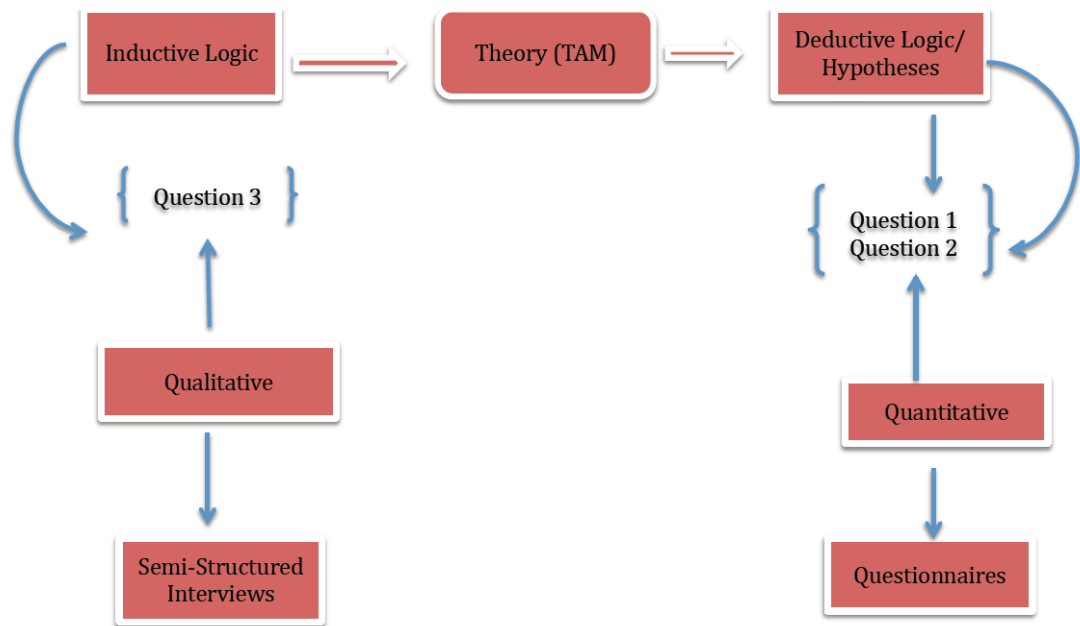 Inductive Logic
Theory (TAM)
Deductive Logic/
Hypotheses
Question 3
Question 1
Question 2
Qualitative
Quantitative
Semi-Structured
Interviews
Questionnaires